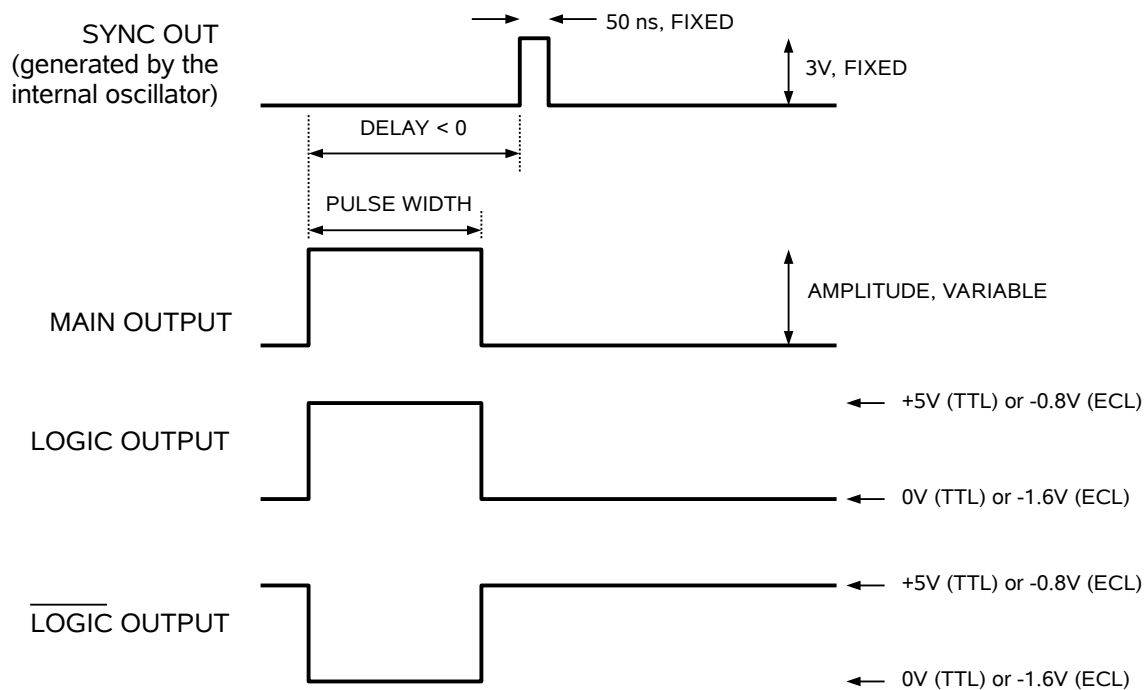 50 ns, FIXED
SYNC OUT
(generated by the
internal oscillator)
3V, FIXED
DELAY < 0
PULSE WIDTH
AMPLITUDE, VARIABLE
MAIN OUTPUT
+5V (TTL) or -0.8V (ECL)
LOGIC OUTPUT
0V (TTL) or -1.6V (ECL)
+5V (TTL) or -0.8V (ECL)
L̅O̅G̅I̅C̅ OUTPUT
0V (TTL) or -1.6V (ECL)